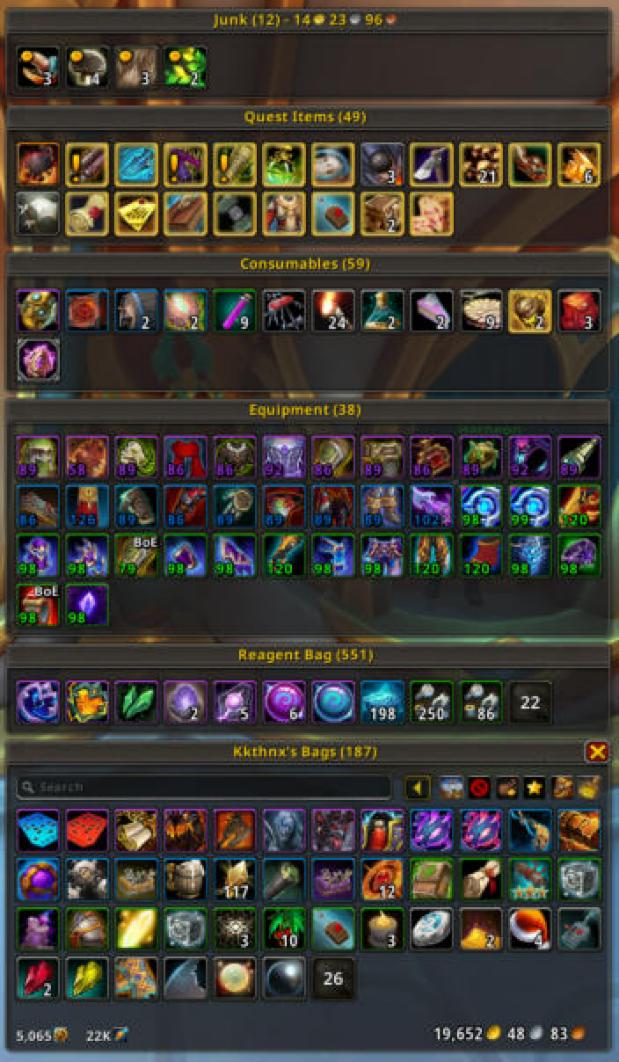 Junk (12) - 14 23 96
3 4 3 2
Quest Items (49)
3 21 6
2
Consumables (59)
2 2 9 24 2 2 9 2 3
Equipment (38)
89 58 89 86 86 92 86 89 86 89 92 89
86 126 89 86 89 89 89 89 102 98 99 120
BoE
98 98 79 98 98 120 98 98 120 120 98 98
BoE
98 98
Reagent Bag (551)
2 5 6 198 250 86 22
Kkthnx's Bags (187)
Search
117 12
3 10 3 2 4
2 26
5,065 22K 19,652 48 83